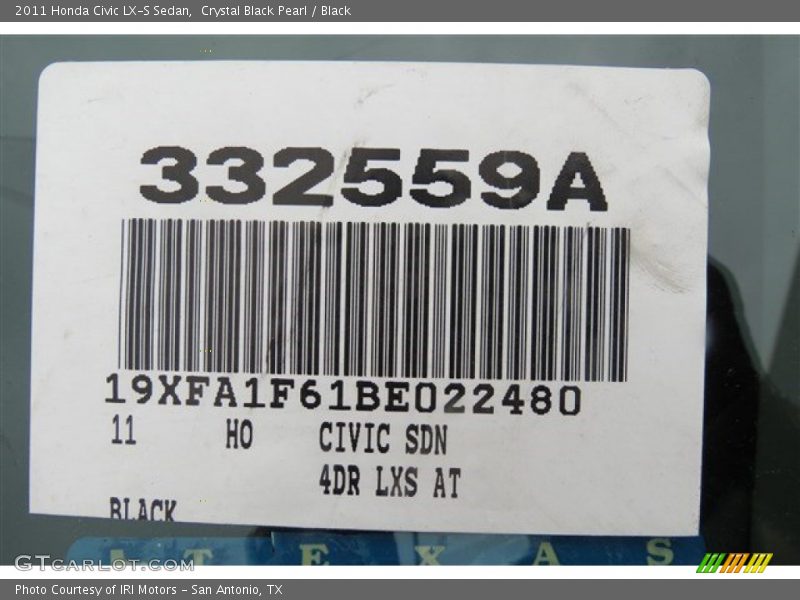 2011 Honda Civic LX-S Sedan,  Crystal Black Pearl / Black
332559A
19XFA1F61BE022480
11 HO CIVIC SDN
4DR LXS AT
BLACK
TEXAS
GTCarLot.com
Photo Courtesy of IRI Motors - San Antonio, TX